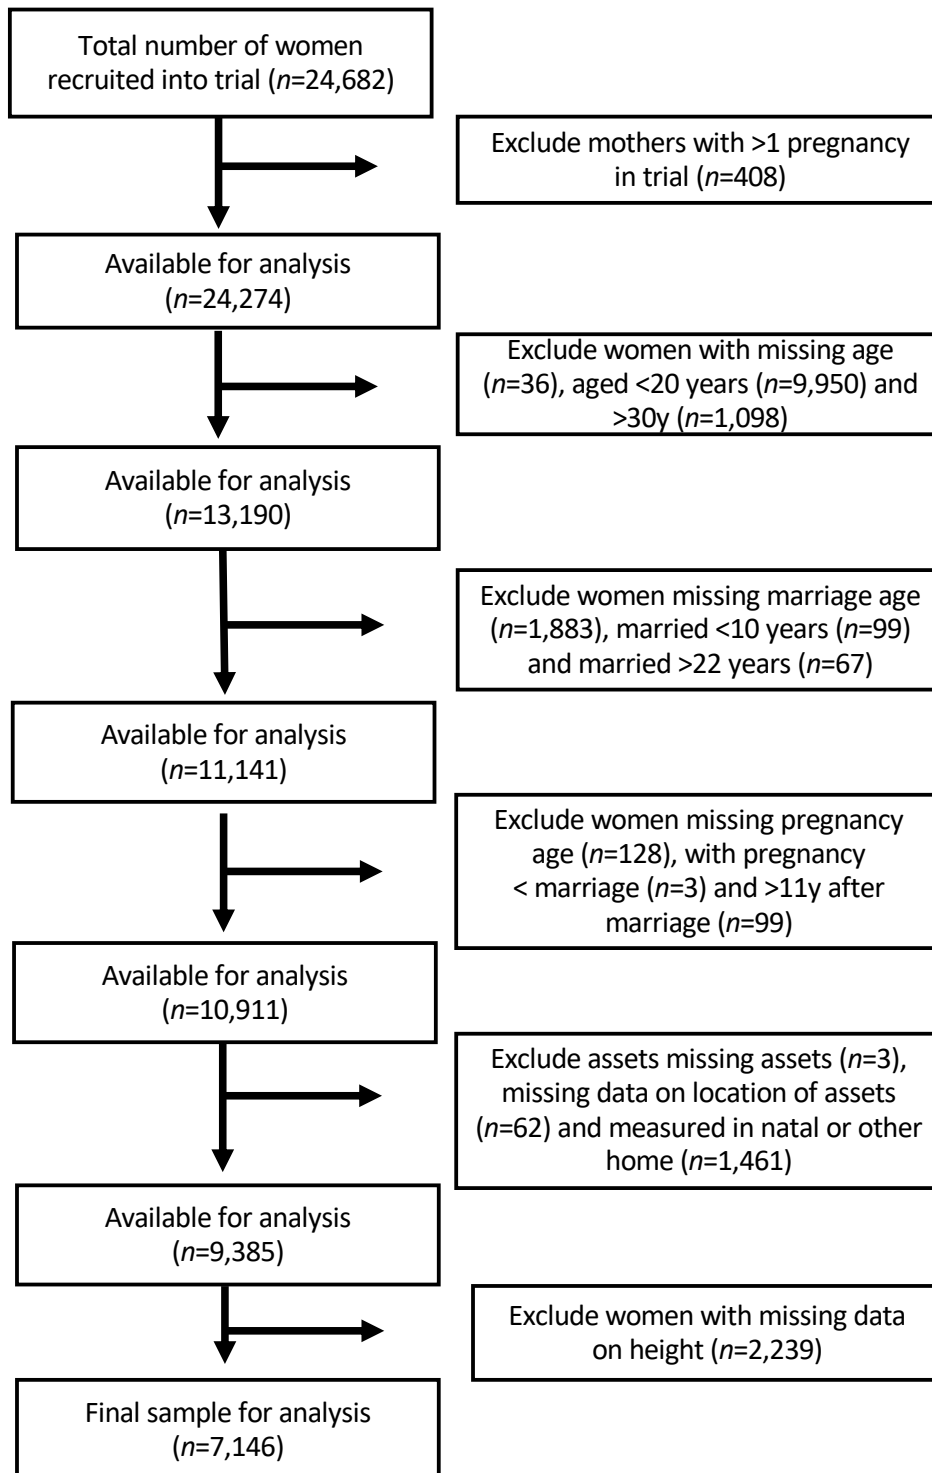 Total number of women
recruited into trial (n=24,682)
Exclude mothers with >1 pregnancy
in trial (n=408)
Available for analysis
(n=24,274)
Exclude women with missing age
(n=36), aged <20 years (n=9,950) and
>30y (n=1,098)
Available for analysis
(n=13,190)
Exclude women missing marriage age
(n=1,883), married <10 years (n=99)
and married >22 years (n=67)
Available for analysis
(n=11,141)
Exclude women missing pregnancy
age (n=128), with pregnancy
< marriage (n=3) and >11y after
marriage (n=99)
Available for analysis
(n=10,911)
Exclude assets missing assets (n=3),
missing data on location of assets
(n=62) and measured in natal or other
home (n=1,461)
Available for analysis
(n=9,385)
Exclude women with missing data
on height (n=2,239)
Final sample for analysis
(n=7,146)